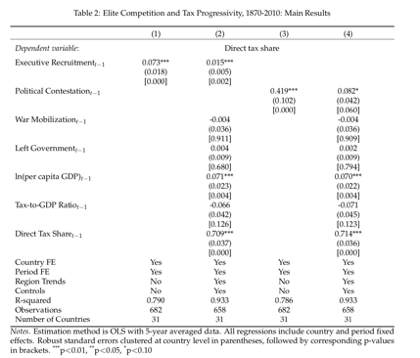 Table 2: Elite Competition and Tax Progressivity, 1870-2010: Main Results
(1) (2) (3) (4)
Dependent variable: Direct tax share
Executive Recruitment t−1 0.073*** 0.015***
(0.018) (0.005)
[0.000] [0.002]
Political Contestation t−1 0.419*** 0.082*
(0.102) (0.042)
[0.000] [0.060]
War Mobilization t−1 -0.004 -0.004
(0.036) (0.036)
[0.911] [0.909]
Left Government t−1 0.004 0.002
(0.009) (0.009)
[0.680] [0.794]
ln(per capita GDP) t−1 0.071*** 0.070***
(0.023) (0.022)
[0.004] [0.004]
Tax-to-GDP Ratio t−1 -0.066 -0.071
(0.042) (0.045)
[0.126] [0.123]
Direct Tax Share t−1 0.709*** 0.714***
(0.037) (0.036)
[0.000] [0.000]
Country FE Yes Yes Yes Yes
Period FE Yes Yes Yes Yes
Region Trends No Yes No Yes
Controls No Yes No Yes
R-squared 0.790 0.933 0.786 0.933
Observations 682 658 682 658
Number of Countries 31 31 31 31
Notes. Estimation method is OLS with 5-year averaged data. All regressions include country and period fixed
effects. Robust standard errors clustered at country level in parentheses, followed by corresponding p-values
in brackets. ***p<0.01, **p<0.05, *p<0.10